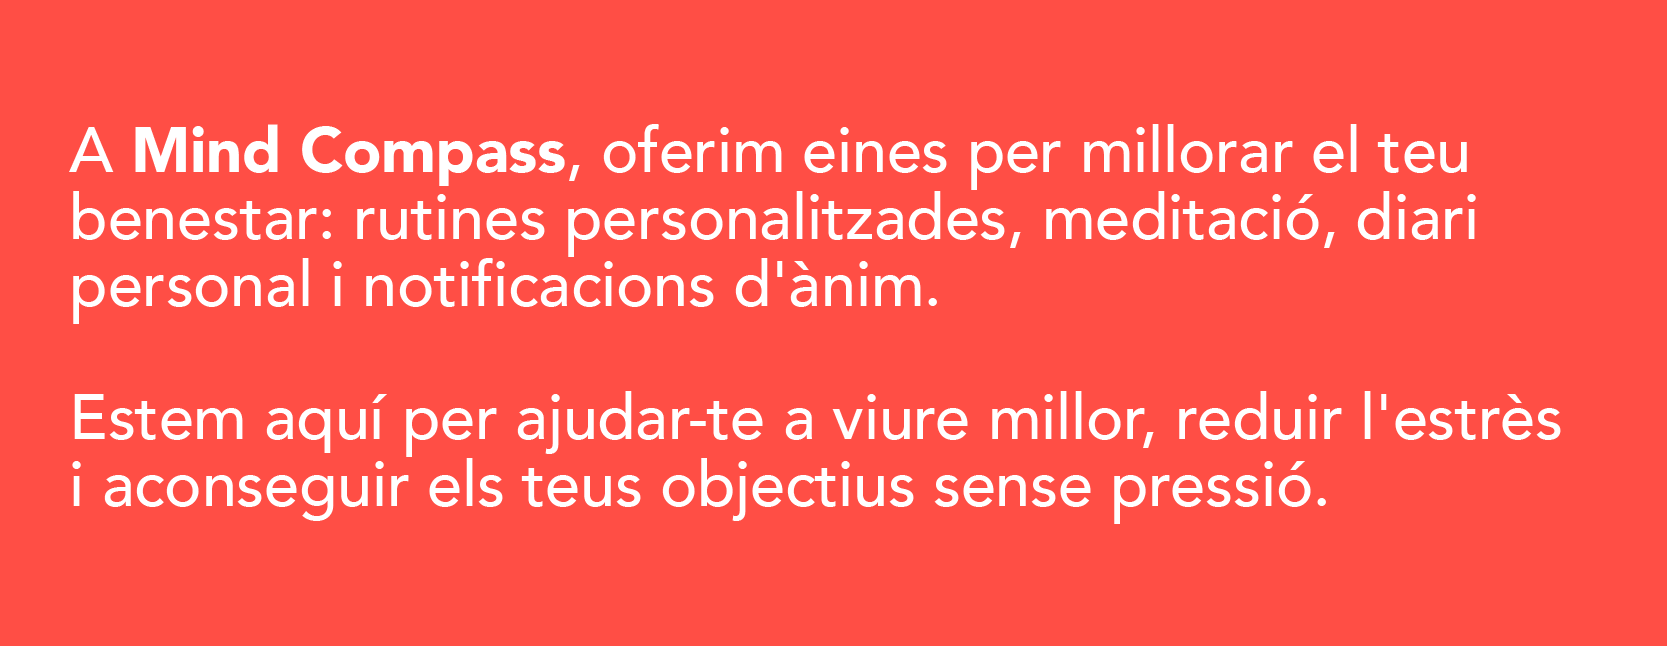 A Mind Compass, oferim eines per millorar el teu
benestar: rutines personalitzades, meditació, diari
personal i notificacions d'ànim.
Estem aquí per ajudar-te a viure millor, reduir l'estrès
i aconseguir els teus objectius sense pressió.